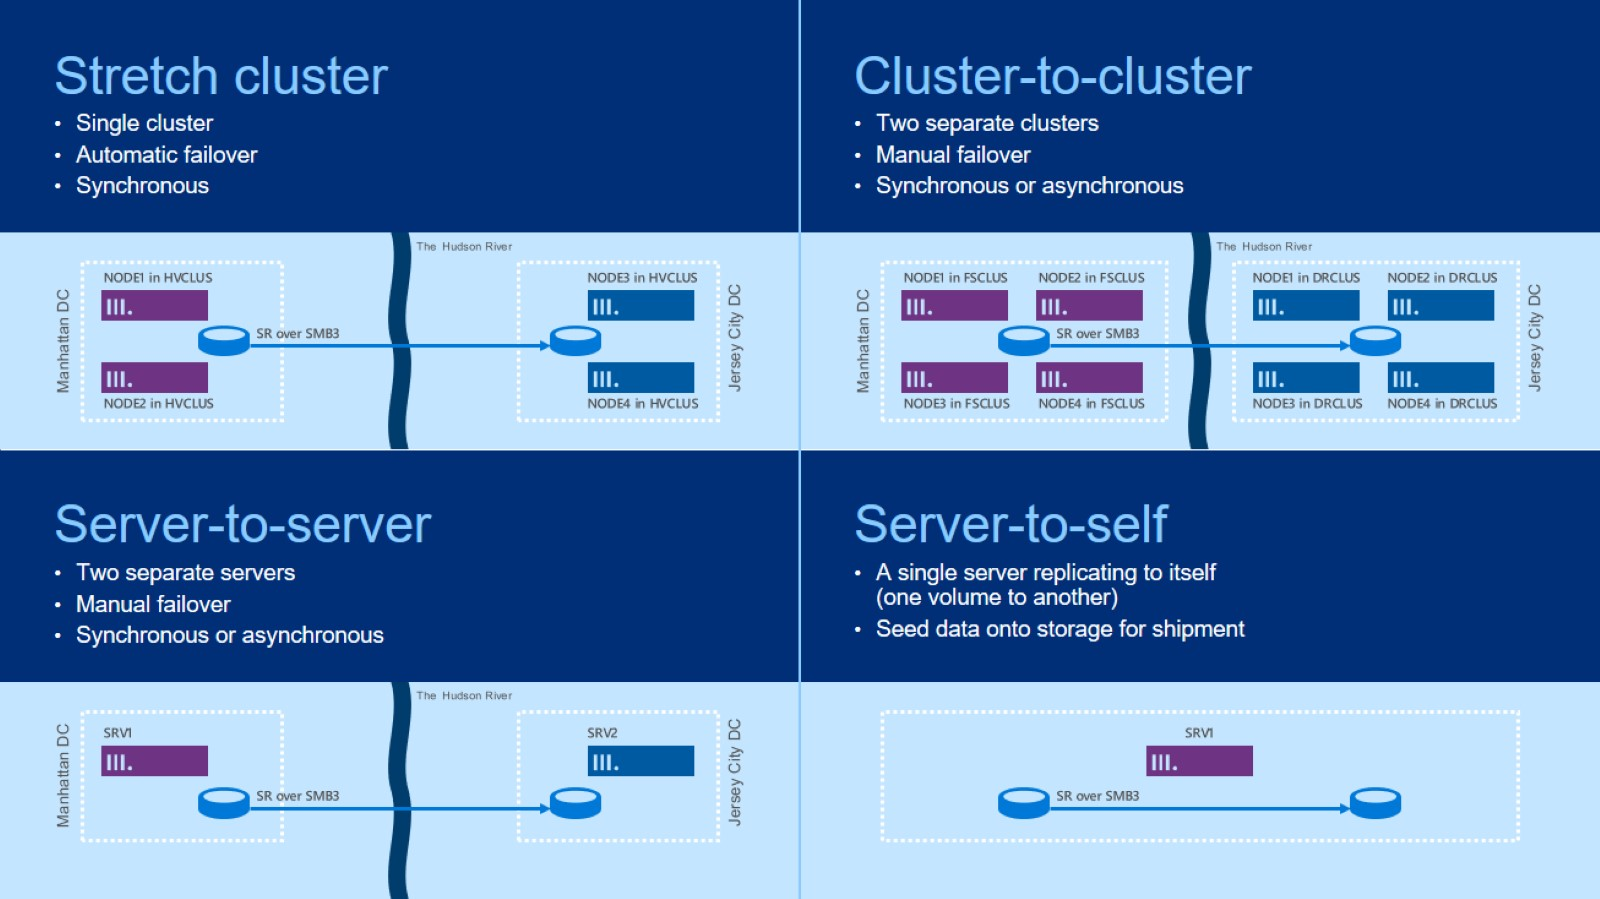 Stretch cluster
• Single cluster
• Automatic failover
• Synchronous
The Hudson River
Manhattan DC
NODE1 in HVCLUS
NODE3 in HVCLUS
SR over SMB3
NODE2 in HVCLUS
NODE4 in HVCLUS
Jersey City DC
Cluster-to-cluster
• Two separate clusters
• Manual failover
• Synchronous or asynchronous
The Hudson River
Manhattan DC
NODE1 in FSCLUS
NODE2 in FSCLUS
NODE1 in DRCLUS
NODE2 in DRCLUS
SR over SMB3
NODE3 in FSCLUS
NODE4 in FSCLUS
NODE3 in DRCLUS
NODE4 in DRCLUS
Jersey City DC
Server-to-server
• Two separate servers
• Manual failover
• Synchronous or asynchronous
The Hudson River
Manhattan DC
SRV1
SRV2
SR over SMB3
Jersey City DC
Server-to-self
• A single server replicating to itself
(one volume to another)
• Seed data onto storage for shipment
SRV1
SR over SMB3